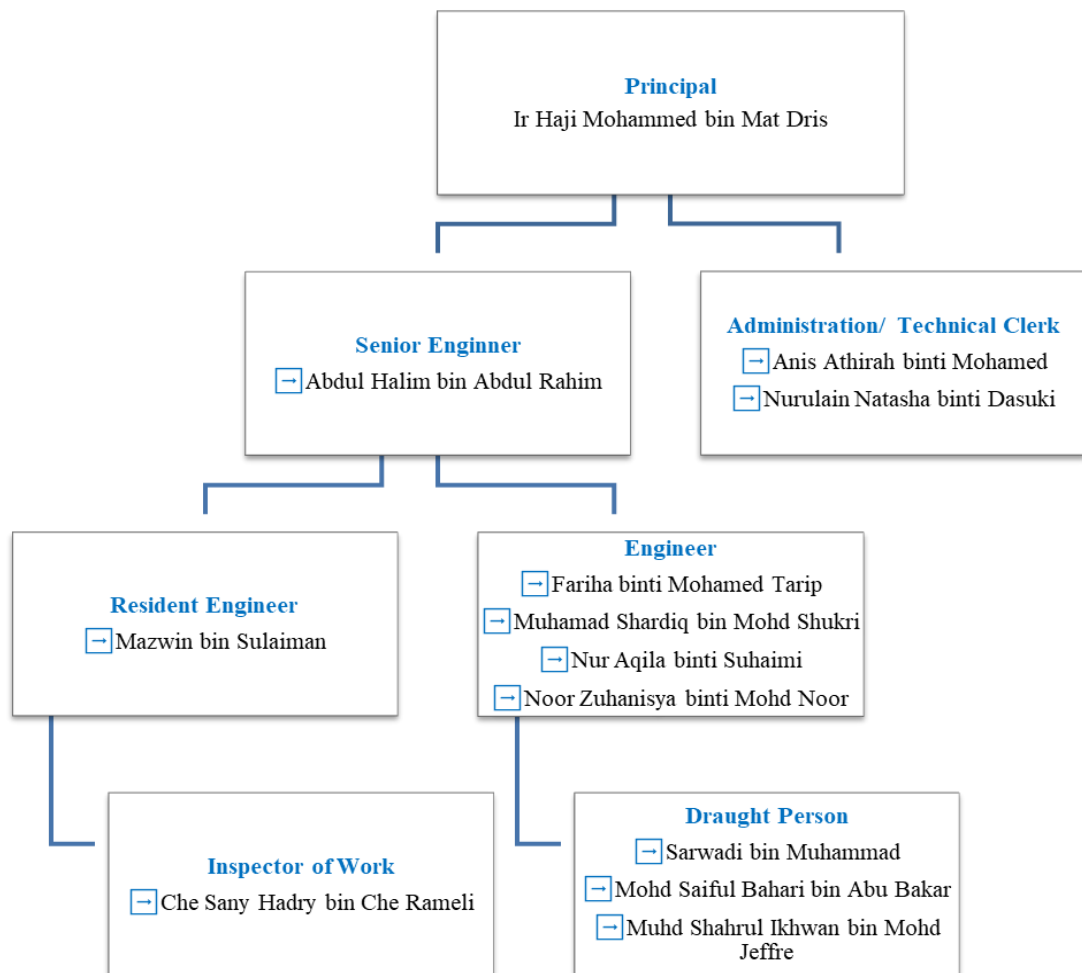 Principal
Ir Haji Mohammed bin Mat Dris
Senior Enginner
→ Abdul Halim bin Abdul Rahim
Administration/ Technical Clerk
→ Anis Athirah binti Mohamed
→ Nurulain Natasha binti Dasuki
Resident Engineer
→ Mazwin bin Sulaiman
Engineer
→ Fariha binti Mohamed Tarip
→ Muhamad Shardiq bin Mohd Shukri
→ Nur Aqila binti Suhaimi
→ Noor Zuhanisya binti Mohd Noor
Inspector of Work
→ Che Sany Hadry bin Che Rameli
Draught Person
→ Sarwadi bin Muhammad
→ Mohd Saiful Bahari bin Abu Bakar
→ Muhd Shahrul Ikhwan bin Mohd
Jeffre